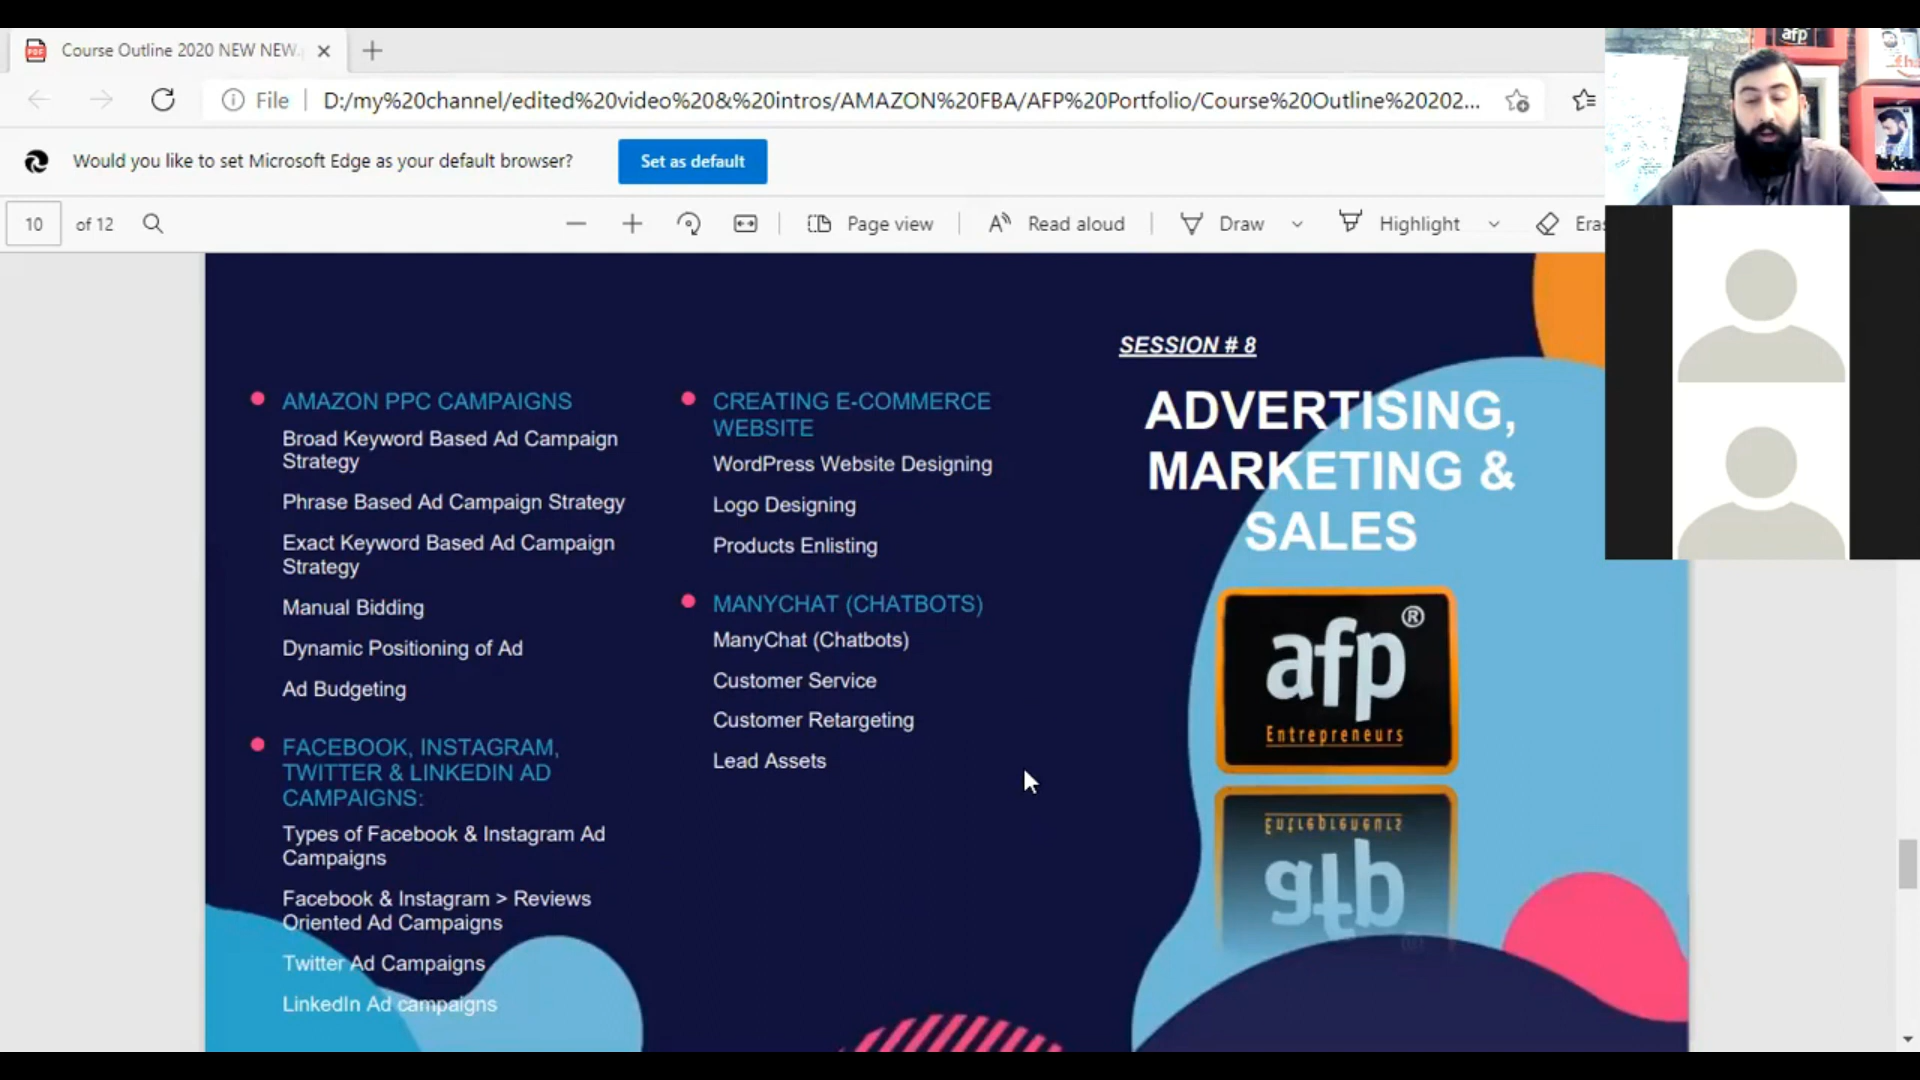 Course Outline 2020 NEW NEW.
File
D:/my%20channel/edited%20video%20&%20intros/AMAZON%20FBA/AFP%20Portfolio/Course%20Outline%20202...
Would you like to set Microsoft Edge as your default browser?
Set as default
10 of 12
Page view
Read aloud
Draw
Highlight
Eras
afp
SESSION # 8
ADVERTISING,
MARKETING &
SALES
AMAZON PPC CAMPAIGNS
Broad Keyword Based Ad Campaign
Strategy
Phrase Based Ad Campaign Strategy
Exact Keyword Based Ad Campaign
Strategy
Manual Bidding
Dynamic Positioning of Ad
Ad Budgeting
FACEBOOK, INSTAGRAM,
TWITTER & LINKEDIN AD
CAMPAIGNS:
Types of Facebook & Instagram Ad
Campaigns
Facebook & Instagram > Reviews
Oriented Ad Campaigns
Twitter Ad Campaigns
LinkedIn Ad campaigns
CREATING E-COMMERCE
WEBSITE
WordPress Website Designing
Logo Designing
Products Enlisting
MANYCHAT (CHATBOTS)
ManyChat (Chatbots)
Customer Service
Customer Retargeting
Lead Assets
afp®
Entrepreneurs